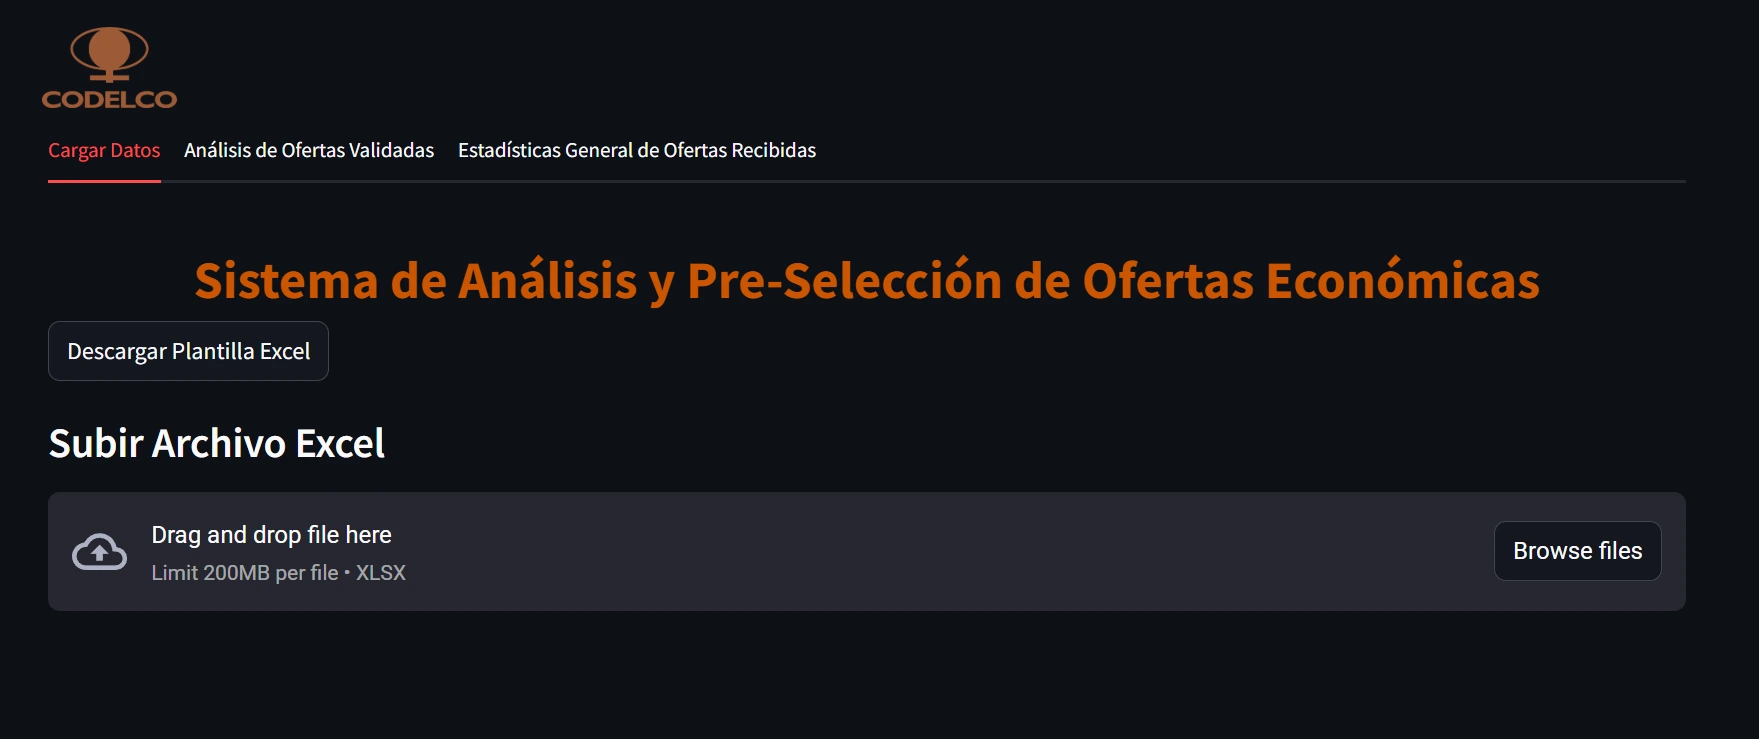 CODELCO
Cargar Datos Análisis de Ofertas Validadas Estadísticas General de Ofertas Recibidas
Sistema de Análisis y Pre-Selección de Ofertas Económicas
Descargar Plantilla Excel
Subir Archivo Excel
Drag and drop file here
Limit 200MB per file • XLSX
Browse files